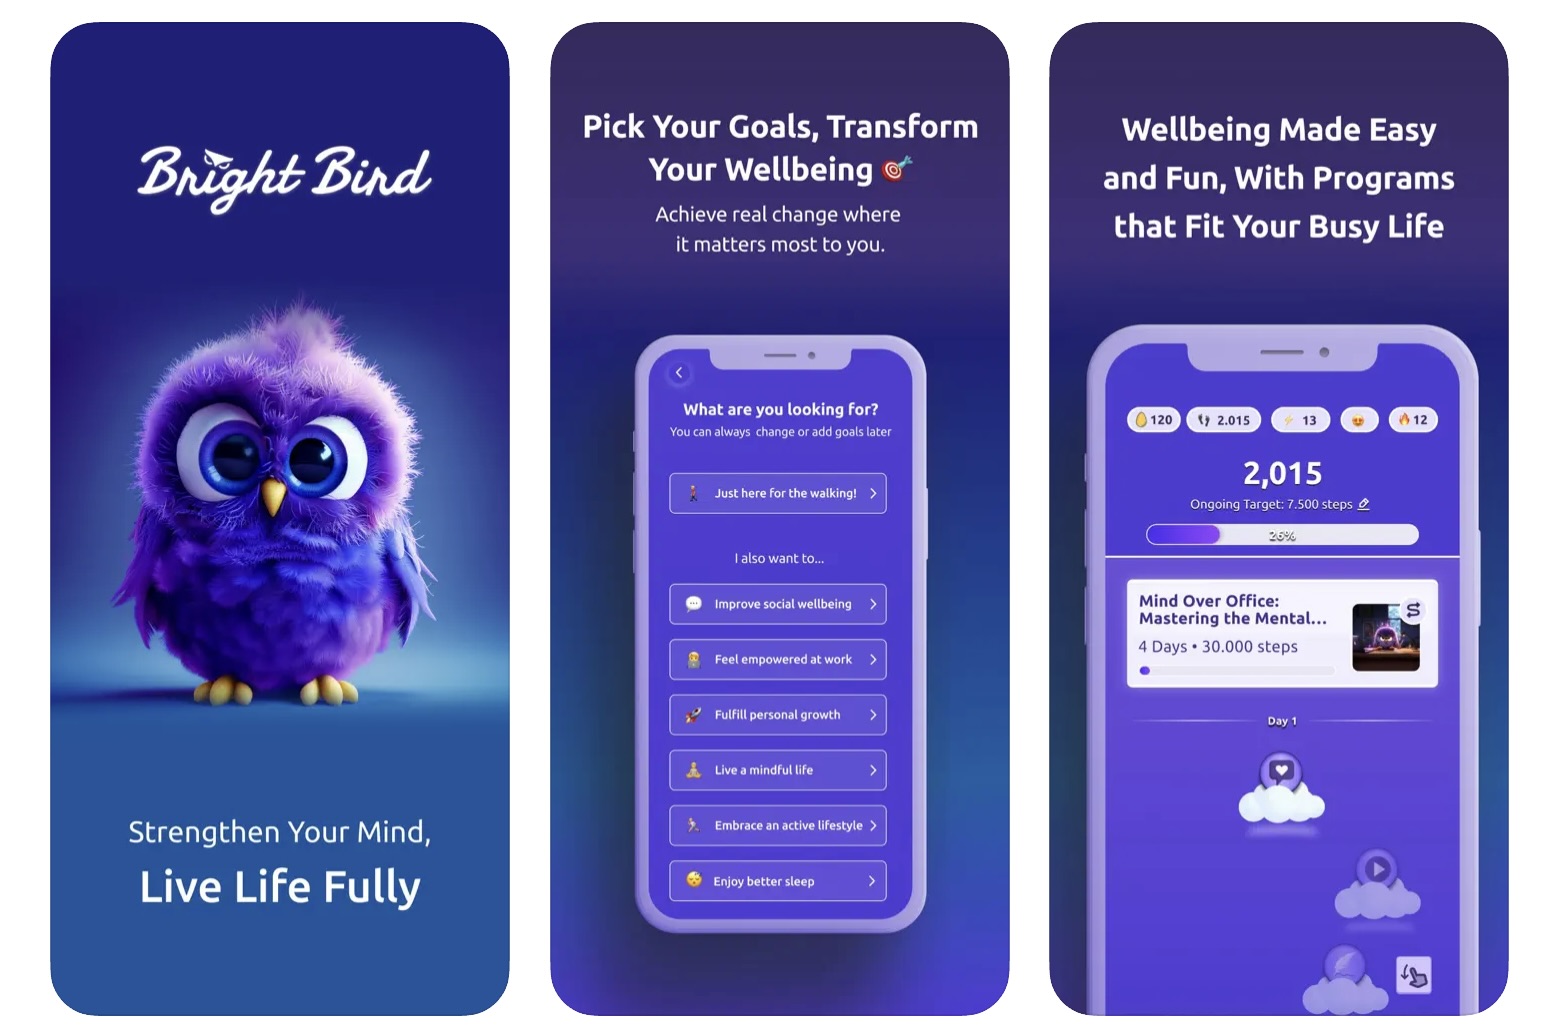 Bright Bird
Strengthen Your Mind,
Live Life Fully
Pick Your Goals, Transform
Your Wellbeing 🎯
Achieve real change where
it matters most to you.
What are you looking for?
You can always change or add goals later
Just here for the walking!
I also want to...
Improve social wellbeing
Feel empowered at work
Fulfill personal growth
Live a mindful life
Embrace an active lifestyle
Enjoy better sleep
Wellbeing Made Easy
and Fun, With Programs
that Fit Your Busy Life
120 2.015 13 12
2,015
Ongoing Target: 7.500 steps
26%
Mind Over Office:
Mastering the Mental...
4 Days • 30.000 steps
Day 1